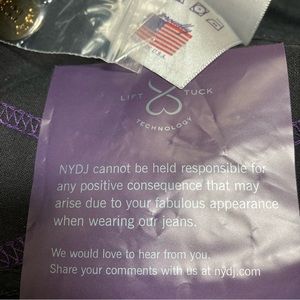 U.S.A.
LIFT TUCK
TECHNOLOGY
NYDJ cannot be held responsible for
any positive consequence that may
arise due to your fabulous appearance
when wearing our jeans.
We would love to hear from you.
Share your comments with us at nydj.com